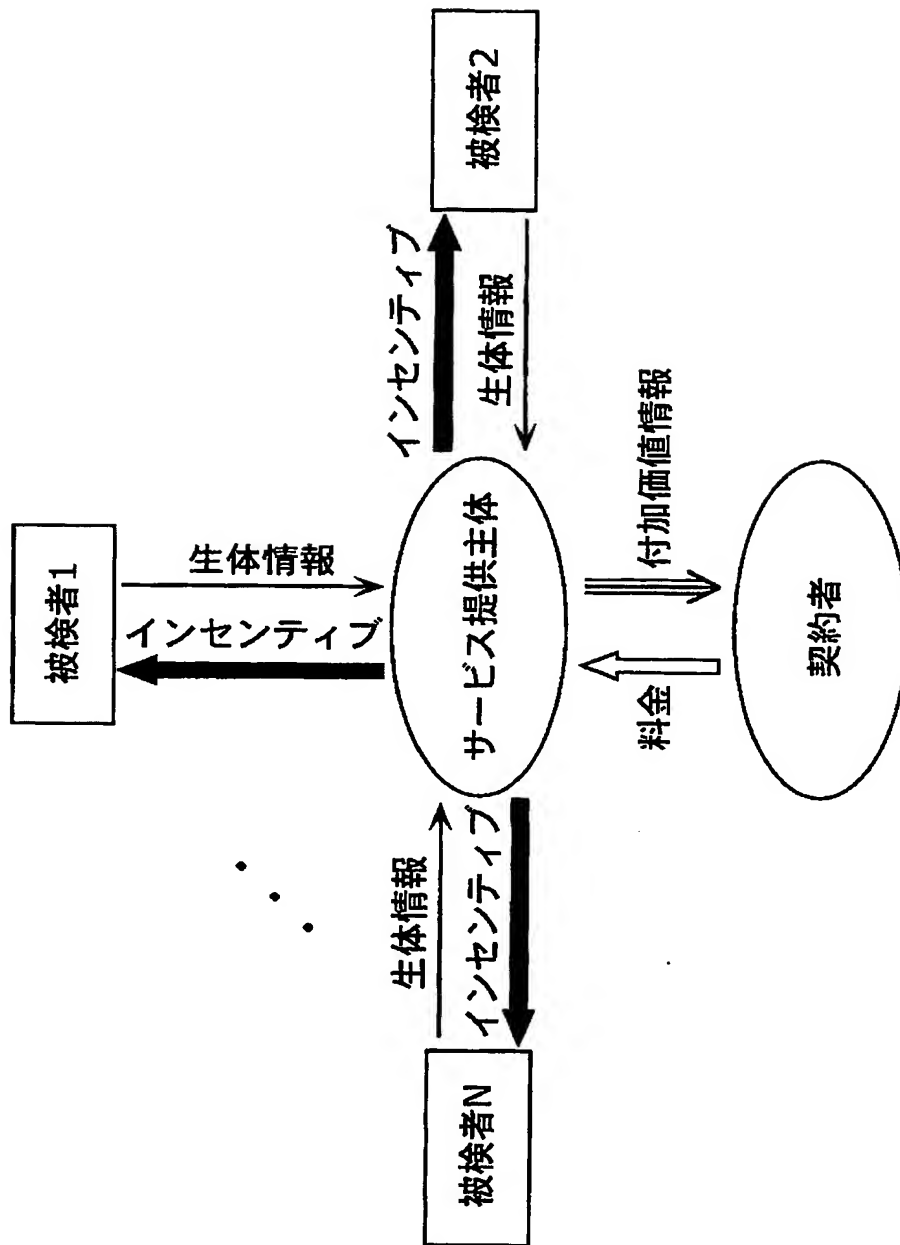 被検者1
生体情報
インセンティブ
被検者2
インセンティブ
生体情報
サービス提供主体
生体情報
インセンティブ
被検者N
付加価値情報
料金
契約者